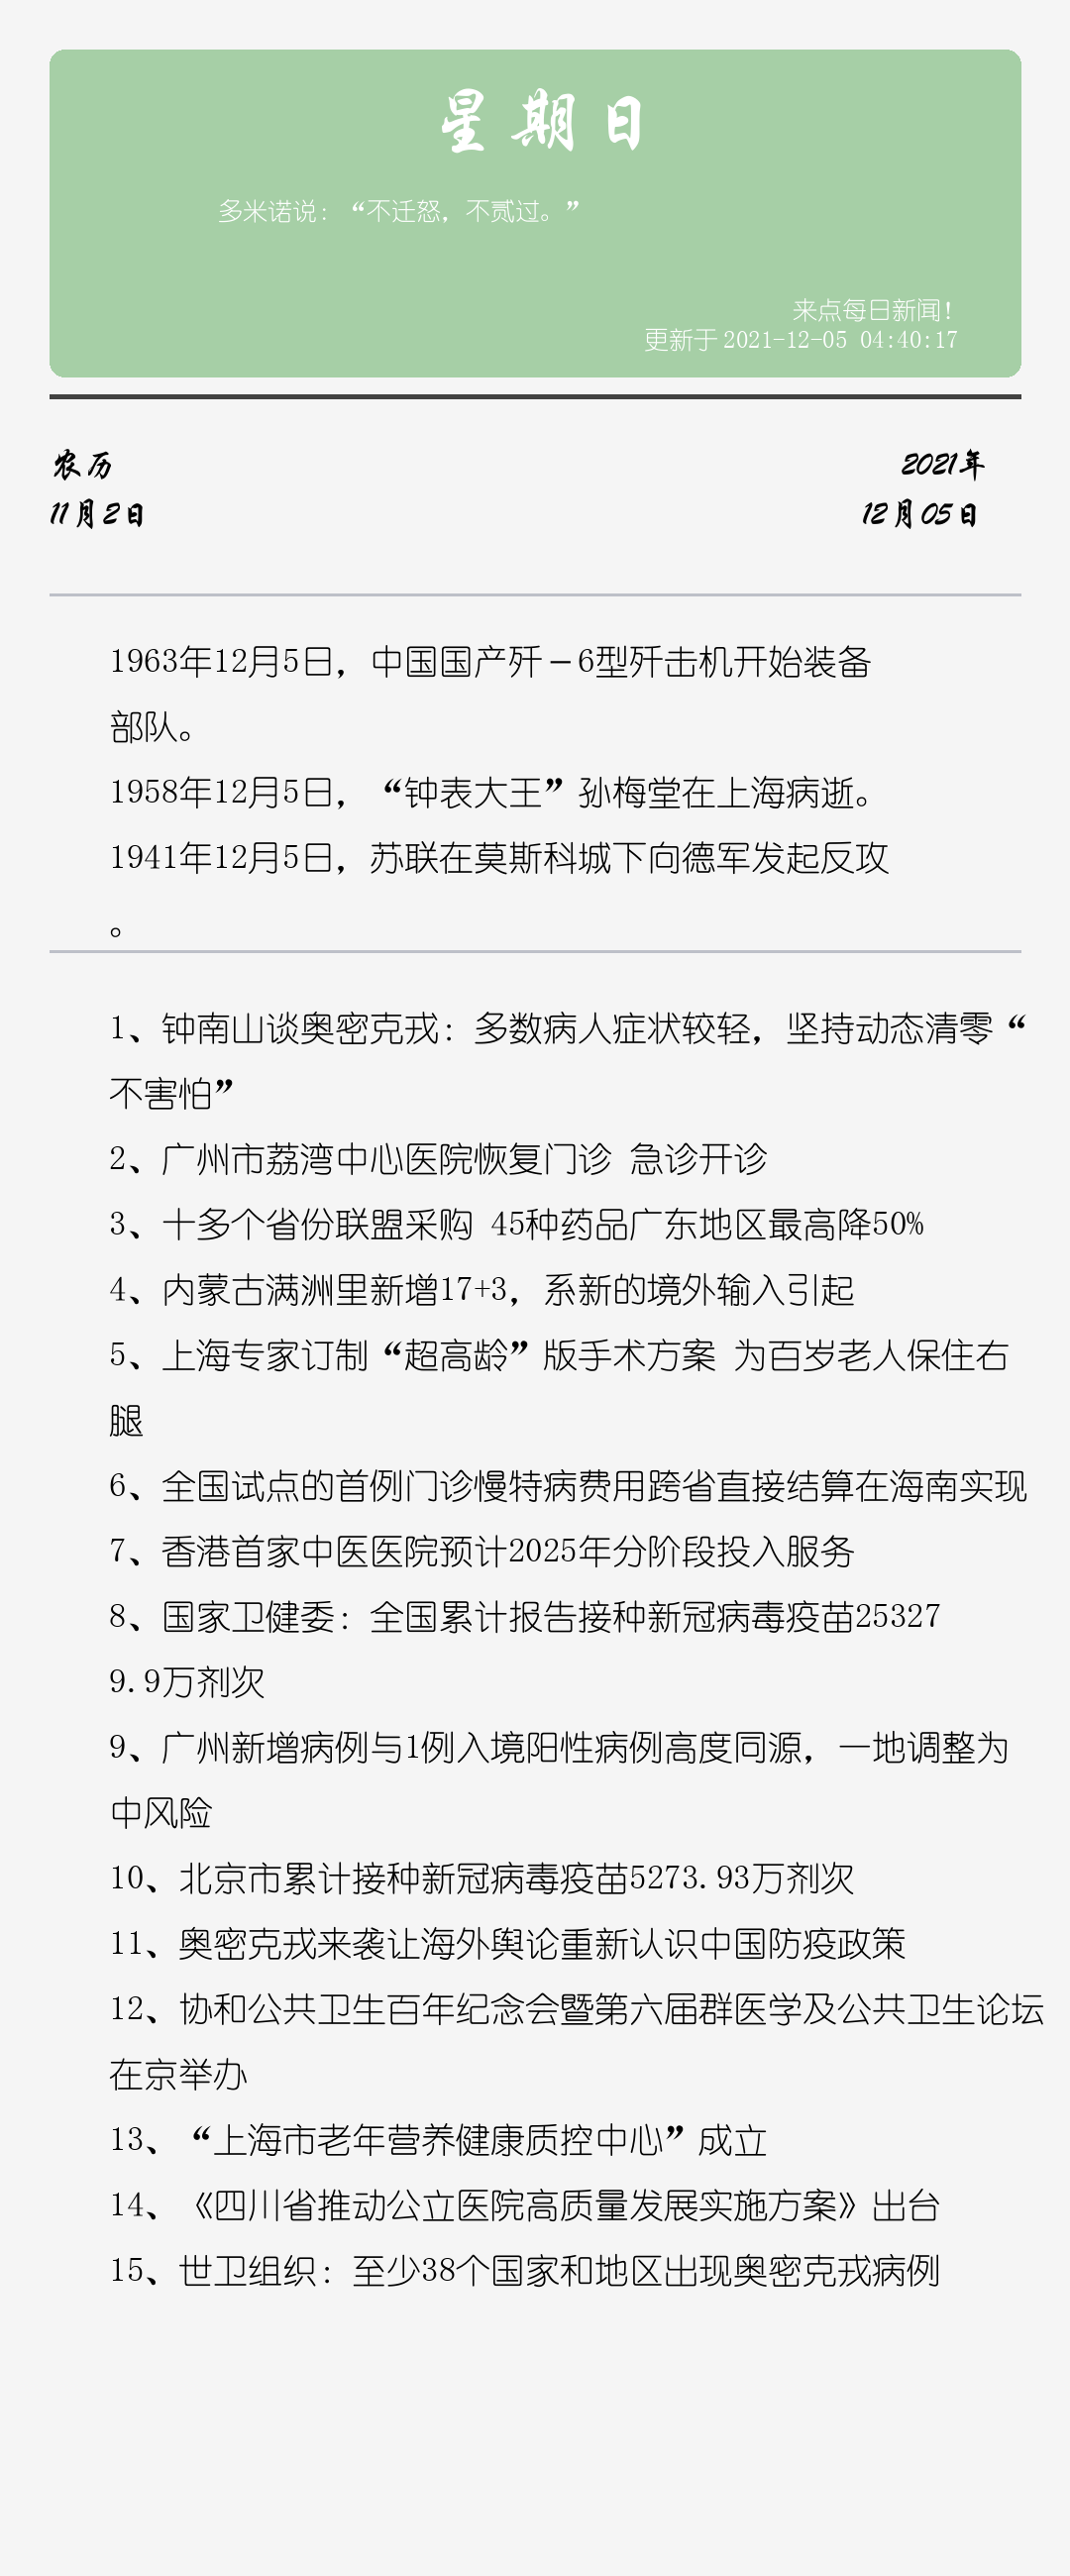 星期日
多米诺说：“不迁怒，不贰过。”
来点每日新闻！
更新于 2021-12-05 04:40:17
农历
2021年
11月2日
12月05日
1963年12月5日，中国国产歼－6型歼击机开始装备
部队。
1958年12月5日，“钟表大王”孙梅堂在上海病逝。
1941年12月5日，苏联在莫斯科城下向德军发起反攻
。
1、钟南山谈奥密克戎：多数病人症状较轻，坚持动态清零“
不害怕”
2、广州市荔湾中心医院恢复门诊 急诊开诊
3、十多个省份联盟采购 45种药品广东地区最高降50%
4、内蒙古满洲里新增17+3，系新的境外输入引起
5、上海专家订制“超高龄”版手术方案 为百岁老人保住右
腿
6、全国试点的首例门诊慢特病费用跨省直接结算在海南实现
7、香港首家中医医院预计2025年分阶段投入服务
8、国家卫健委：全国累计报告接种新冠病毒疫苗25327
9.9万剂次
9、广州新增病例与1例入境阳性病例高度同源，一地调整为
中风险
10、北京市累计接种新冠病毒疫苗5273.93万剂次
11、奥密克戎来袭让海外舆论重新认识中国防疫政策
12、协和公共卫生百年纪念会暨第六届群医学及公共卫生论坛
在京举办
13、“上海市老年营养健康质控中心”成立
14、《四川省推动公立医院高质量发展实施方案》出台
15、世卫组织：至少38个国家和地区出现奥密克戎病例